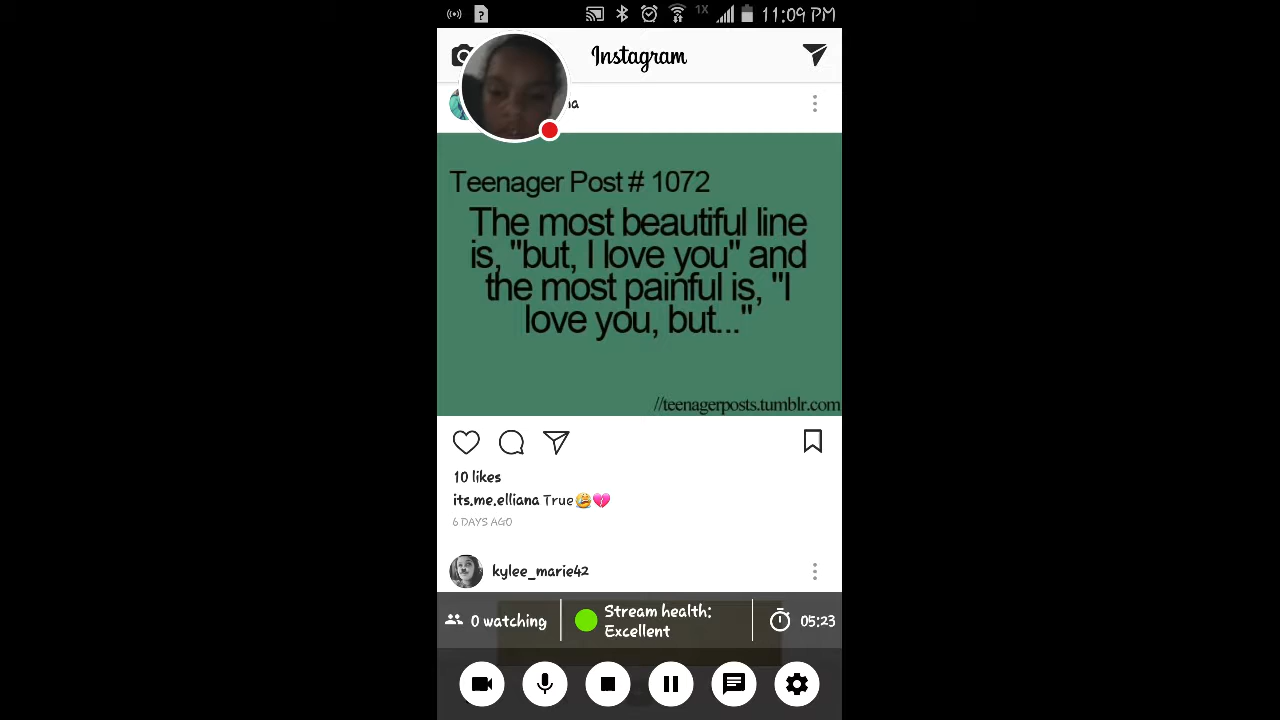 1X 11:09 PM
Instagram
na
Teenager Post # 1072
The most beautiful line
is, "but, I love you" and
the most painful is, "I
love you, but..."
//teenagerposts.tumblr.com
10 likes
its.me.elliana True😭💔
6 DAYS AGO
kylee_marie42
0 watching
Stream health:
Excellent
05:23